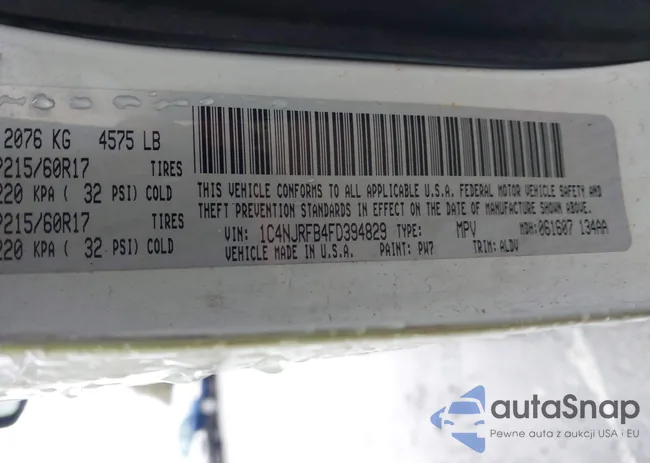 2076 KG 4575 LB
P215/60R17 TIRES
220 KPA ( 32 PSI) COLD
P215/60R17 TIRES
220 KPA ( 32 PSI) COLD
THIS VEHICLE CONFORMS TO ALL APPLICABLE U.S.A. FEDERAL MOTOR VEHICLE SAFETY AND
THEFT PREVENTION STANDARDS IN EFFECT ON THE DATE OF MANUFACTURE SHOWN ABOVE.
VIN: 1C4NJRFB4FD394829 TYPE: MPV MDH: 061607 134AA
VEHICLE MADE IN U.S.A. PAINT: PW7 TRIM: ALDV
autaSnap
Pewne auta z aukcji USA i EU